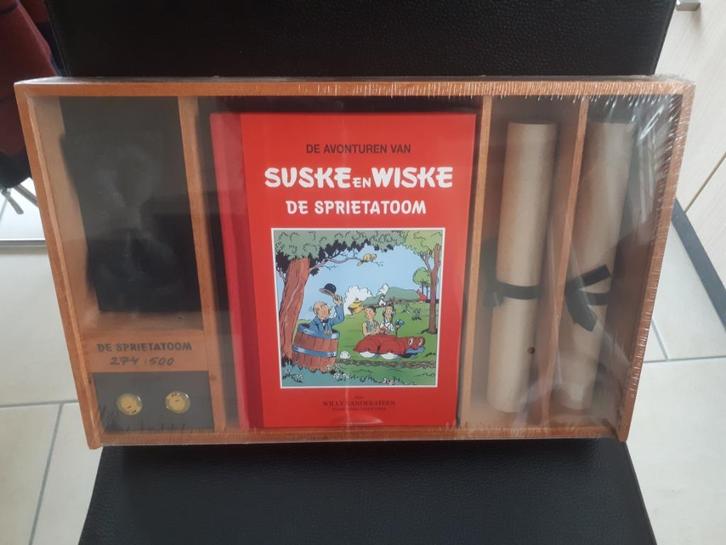 DE AVONTUREN VAN
SUSKE EN WISKE
DE SPRIETATOOM
DE SPRIETATOOM
274:500
WILLY VANDERSTEEN